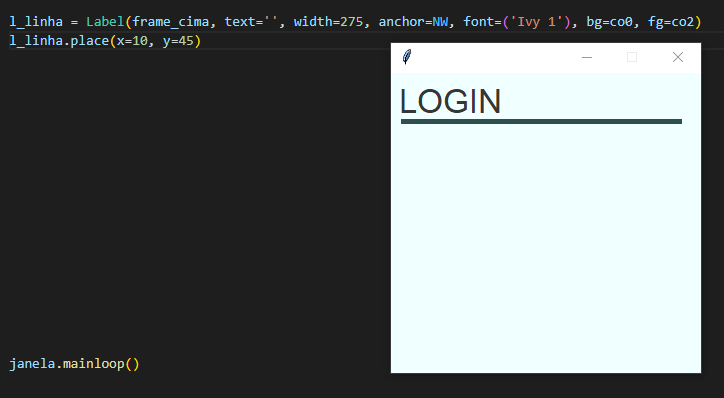 l_linha = Label(frame_cima, text='', width=275, anchor=NW, font=('Ivy 1'), bg=co0, fg=co2)
l_linha.place(x=10, y=45)
LOGIN
janela.mainloop()